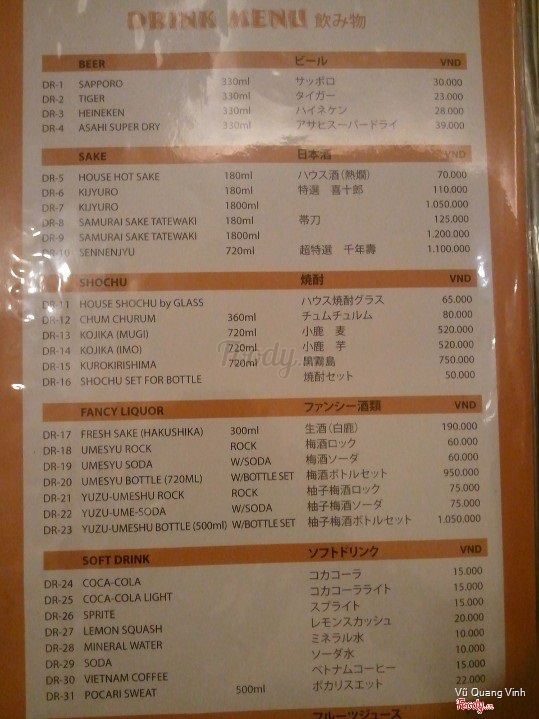 DRINK MENU 飲み物
BEER ビール VND
DR-1 SAPPORO 330ml サッポロ 30.000
DR-2 TIGER 330ml タイガー 23.000
DR-3 HEINEKEN 330ml ハイネケン 28.000
DR-4 ASAHI SUPER DRY 330ml アサヒスーパードライ 39.000
SAKE 日本酒 VND
DR-5 HOUSE HOT SAKE 180ml ハウス酒(熱燗) 70.000
DR-6 KIJYURO 180ml 特選 喜十郎 110.000
DR-7 KIJYURO 1800ml 1.050.000
DR-8 SAMURAI SAKE TATEWAKI 180ml 帯刀 125.000
DR-9 SAMURAI SAKE TATEWAKI 1800ml 1.200.000
DR-10 SENNENJYU 720ml 超特選 千年壽 1.100.000
SHOCHU 焼酎 VND
DR-11 HOUSE SHOCHU by GLASS ハウス焼酎グラス 65.000
DR-12 CHUM CHURUM 360ml チュムチュルム 80.000
DR-13 KOJIKA (MUGI) 720ml 小鹿 麦 520.000
DR-14 KOJIKA (IMO) 720ml 小鹿 芋 520.000
DR-15 KUROKIRISHIMA 720ml 黒霧島 750.000
DR-16 SHOCHU SET FOR BOTTLE 焼酎セット 50.000
FANCY LIQUOR ファンシー酒類 VND
DR-17 FRESH SAKE (HAKUSHIKA) 300ml 生酒(白鹿) 190.000
DR-18 UMESYU ROCK ROCK 梅酒ロック 60.000
DR-19 UMESYU SODA W/SODA 梅酒ソーダ 60.000
DR-20 UMESYU BOTTLE (720ML) W/BOTTLE SET 梅酒ボトルセット 950.000
DR-21 YUZU-UMESHU ROCK ROCK 柚子梅酒ロック 75.000
DR-22 YUZU-UME-SODA W/SODA 柚子梅酒ソーダ 75.000
DR-23 YUZU-UMESHU BOTTLE (500ml) W/BOTTLE SET 柚子梅酒ボトルセット 1.050.000
SOFT DRINK ソフトドリンク VND
DR-24 COCA-COLA コカコーラ 15.000
DR-25 COCA-COLA LIGHT コカコーラライト 15.000
DR-26 SPRITE スプライト 15.000
DR-27 LEMON SQUASH レモンスカッシュ 20.000
DR-28 MINERAL WATER ミネラル水 10.000
DR-29 SODA ソーダ水 10.000
DR-30 VIETNAM COFFEE ベトナムコーヒー 15.000
DR-31 POCARI SWEAT 500ml ポカリスエット 22.000
フルーツジュース
Foody
Vũ Quang Vinh
Foody.vn